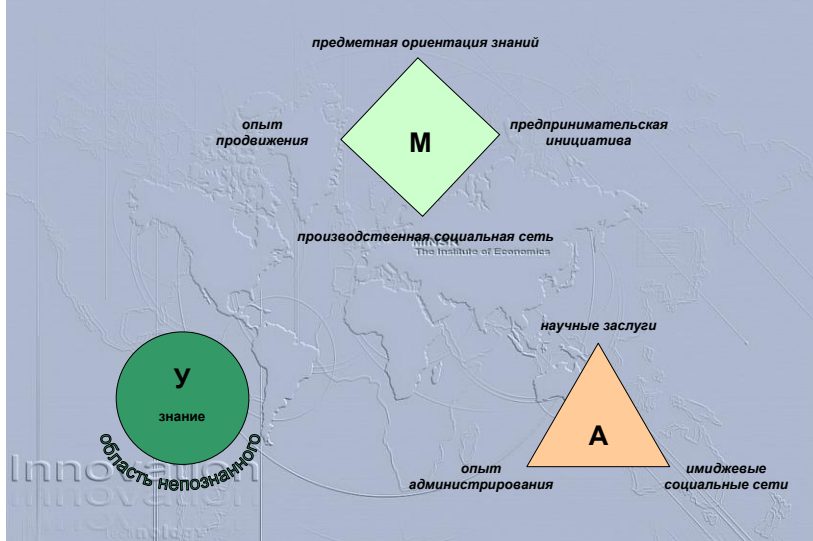 предметная ориентация знаний
опыт
продвижения
М
предпринимательская
инициатива
производственная социальная сеть
MINSK
The Institute of Economics
научные заслуги
У
знание
область непознанного
А
опыт
администрирования
имиджевые
социальные сети
Innovation